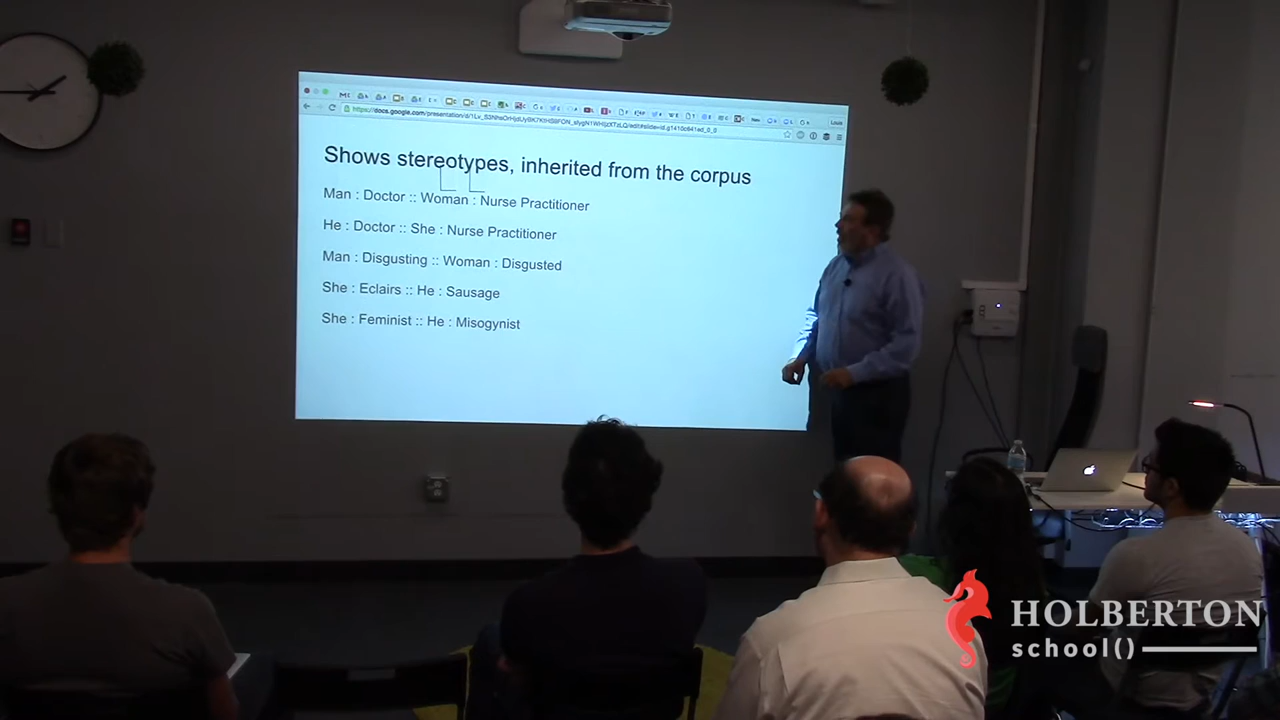 Shows stereotypes, inherited from the corpus
Man : Doctor :: Woman : Nurse Practitioner
He : Doctor :: She : Nurse Practitioner
Man : Disgusting :: Woman : Disgusted
She : Eclairs :: He : Sausage
She : Feminist :: He : Misogynist
HOLBERTON
school()